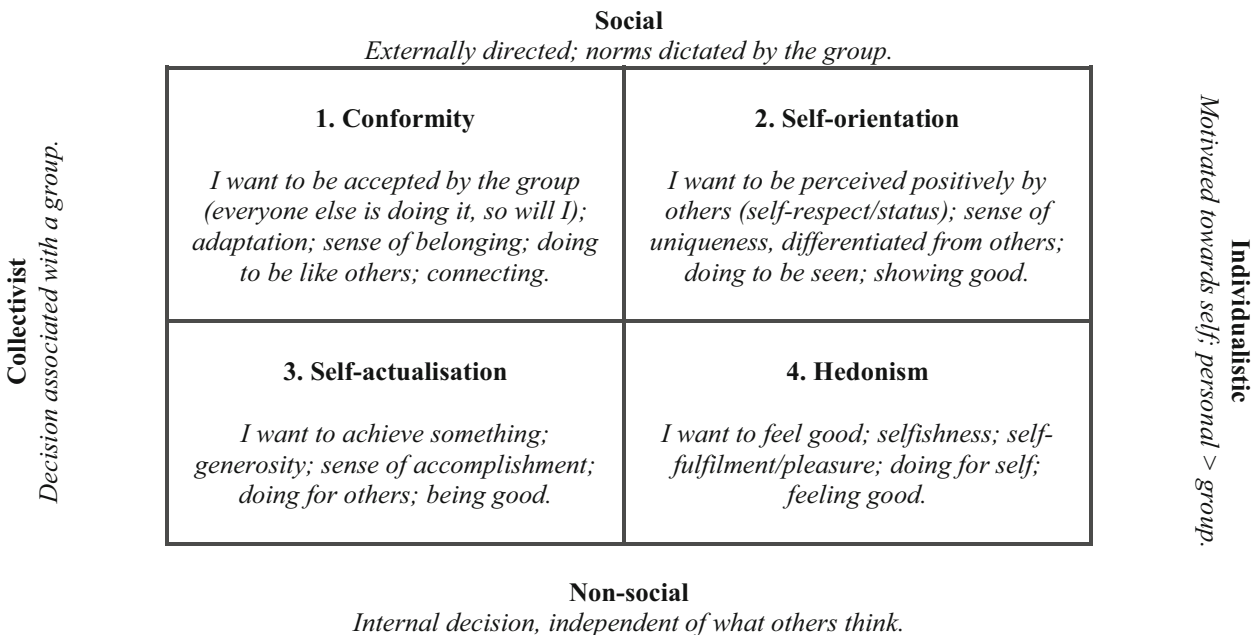 Social
Externally directed; norms dictated by the group.
Collectivist
Decision associated with a group.
1. Conformity
I want to be accepted by the group
(everyone else is doing it, so will I);
adaptation; sense of belonging; doing
to be like others; connecting.
2. Self-orientation
I want to be perceived positively by
others (self-respect/status); sense of
uniqueness, differentiated from others;
doing to be seen; showing good.
3. Self-actualisation
I want to achieve something;
generosity; sense of accomplishment;
doing for others; being good.
4. Hedonism
I want to feel good; selfishness; self-
fulfilment/pleasure; doing for self;
feeling good.
Individualistic
Motivated towards self; personal > group.
Non-social
Internal decision, independent of what others think.